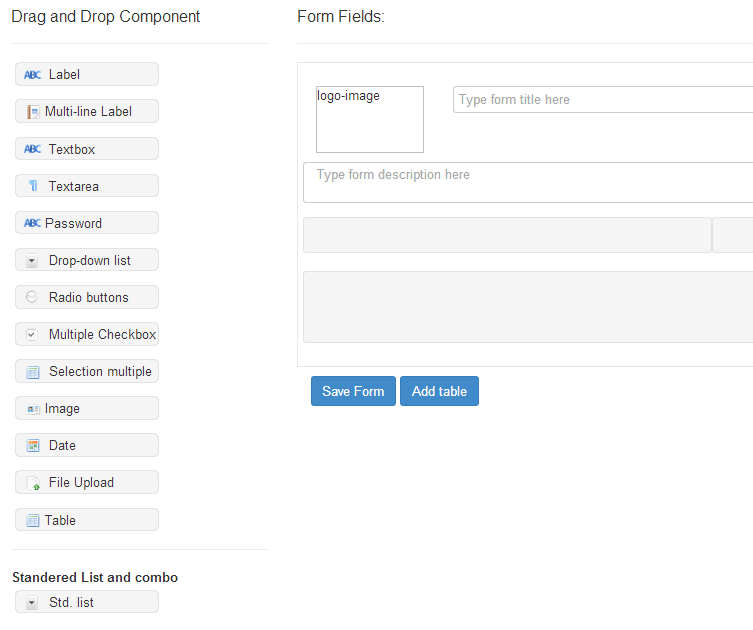 Drag and Drop Component
Form Fields:
ABC Label
Multi-line Label
ABC Textbox
Textarea
ABC Password
Drop-down list
Radio buttons
Multiple Checkbox
Selection multiple
Image
Date
File Upload
Table
Standered List and combo
Std. list
logo-image
Type form title here
Type form description here
Save Form
Add table